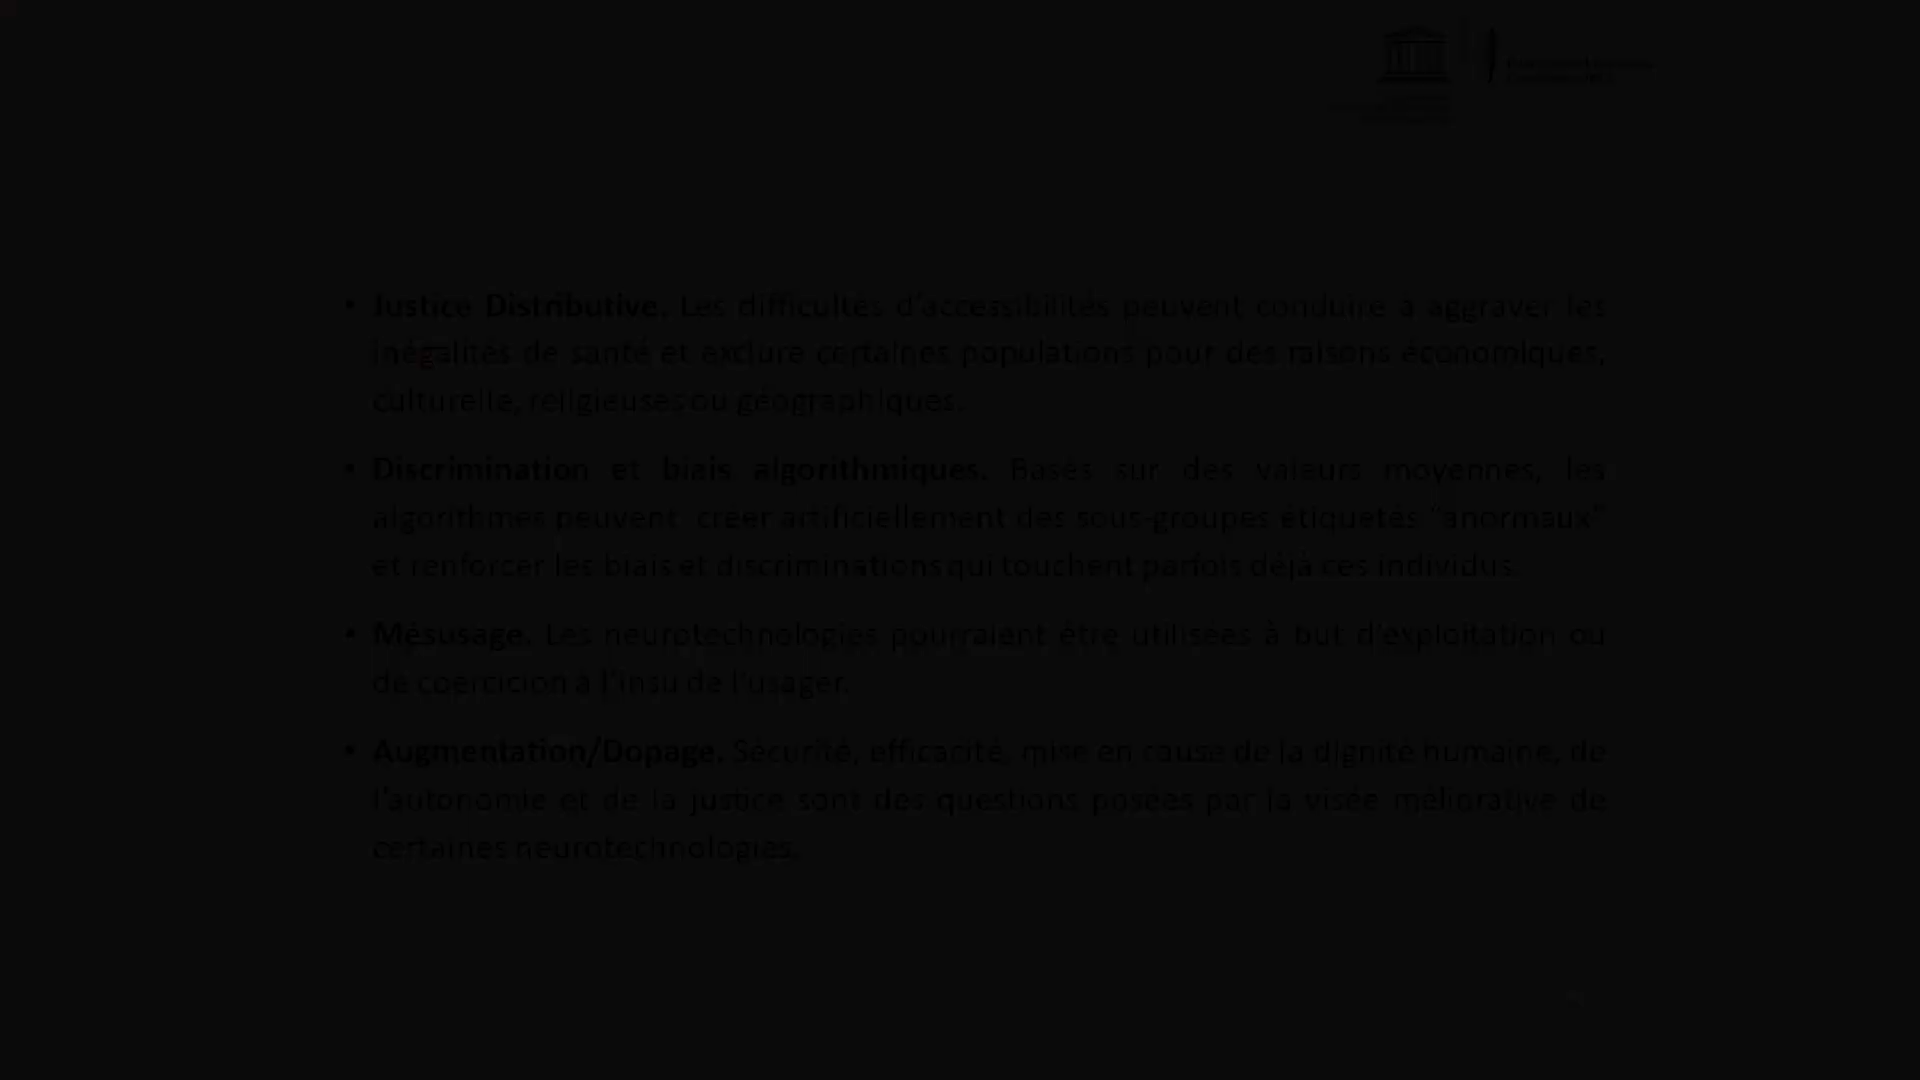 • Justice Distributive. Les difficultés d'accessibilités peuvent conduire à aggraver les
inégalités de santé et exclure certaines populations pour des raisons économiques,
culturelle, religieuses ou géographiques.
• Discrimination et biais algorithmiques. Basés sur des valeurs moyennes, les
algorithmes peuvent créer artificiellement des sous-groupes étiquetés "anormaux"
et renforcer les biais et discriminations qui touchent parfois déjà ces individus.
• Mésusage. Les neurotechnologies pourraient être utilisées à but d'exploitation ou
de coercicion à l'insu de l'usager.
• Augmentation/Dopage. Sécurité, efficacité, mise en cause de la dignité humaine, de
l'autonomie et de la justice sont des questions posées par la visée méliorative de
certaines neurotechnologies.